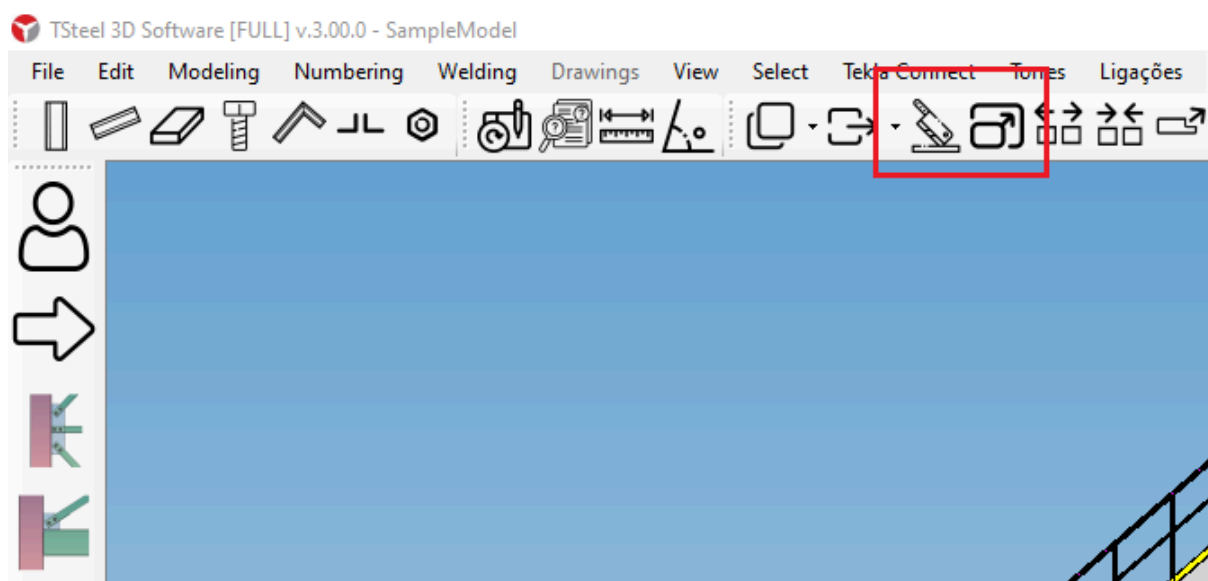 TSteel 3D Software [FULL] v.3.00.0 - SampleModel
File Edit Modeling Numbering Welding Drawings View Select Tekla Connect Torres Ligações